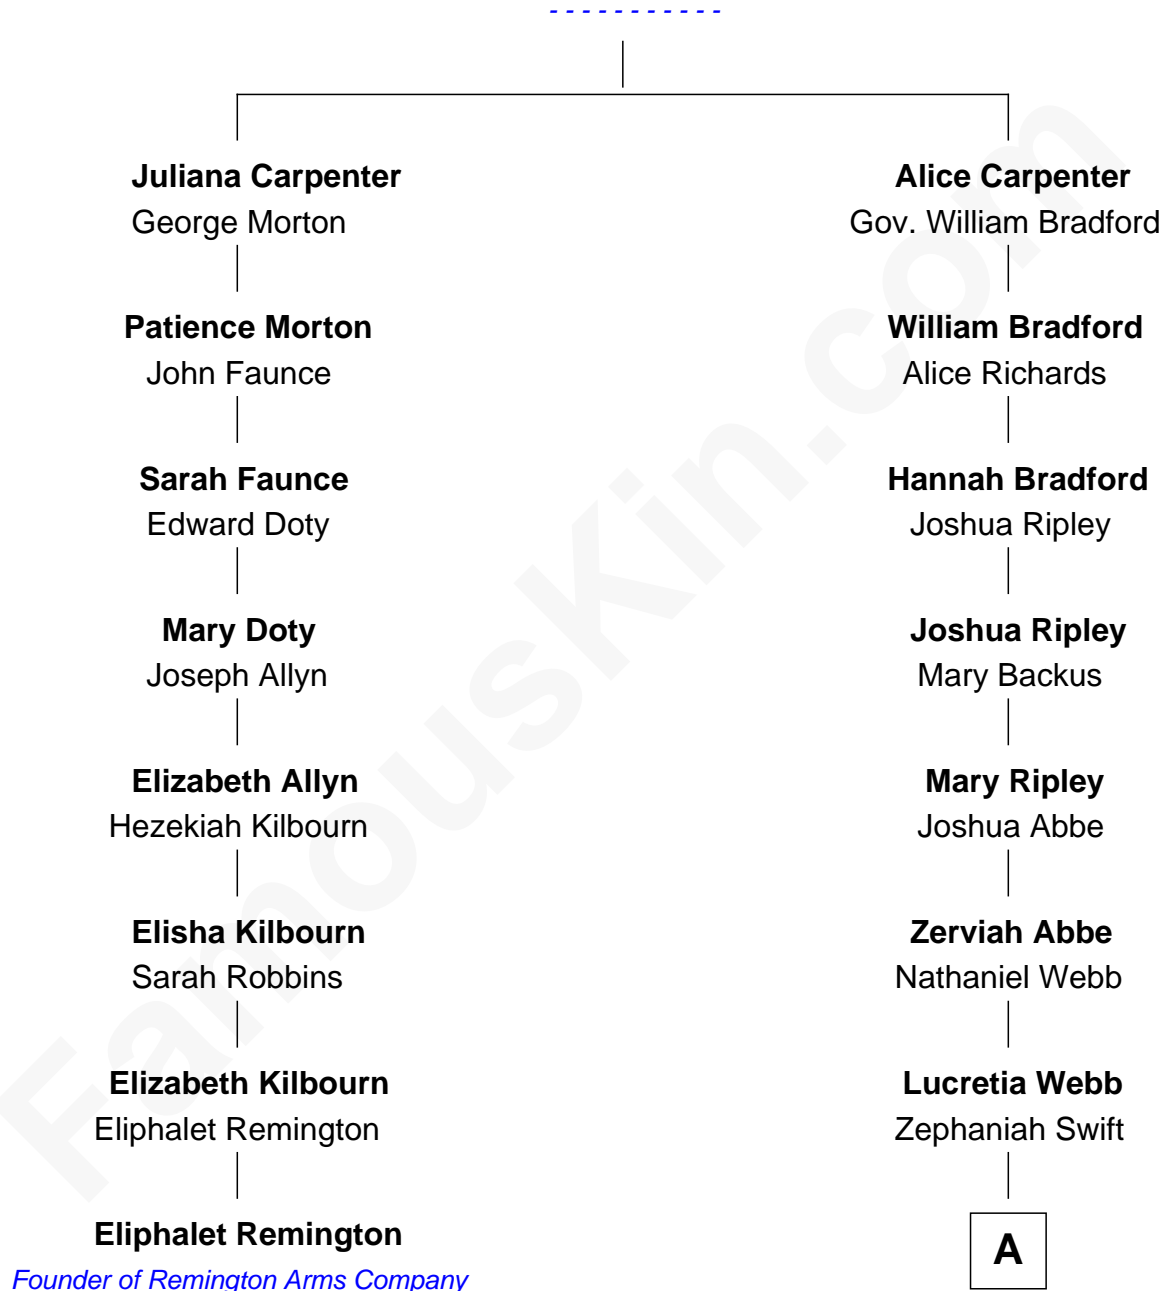 - - - - - - - - - - -
Juliana Carpenter
George Morton
Alice Carpenter
Gov. William Bradford
Patience Morton
John Faunce
William Bradford
Alice Richards
Sarah Faunce
Edward Doty
Hannah Bradford
Joshua Ripley
Mary Doty
Joseph Allyn
Joshua Ripley
Mary Backus
Elizabeth Allyn
Hezekiah Kilbourn
Mary Ripley
Joshua Abbe
Elisha Kilbourn
Sarah Robbins
Zerviah Abbe
Nathaniel Webb
Elizabeth Kilbourn
Eliphalet Remington
Lucretia Webb
Zephaniah Swift
Eliphalet Remington
Founder of Remington Arms Company
A
FamousKin.com